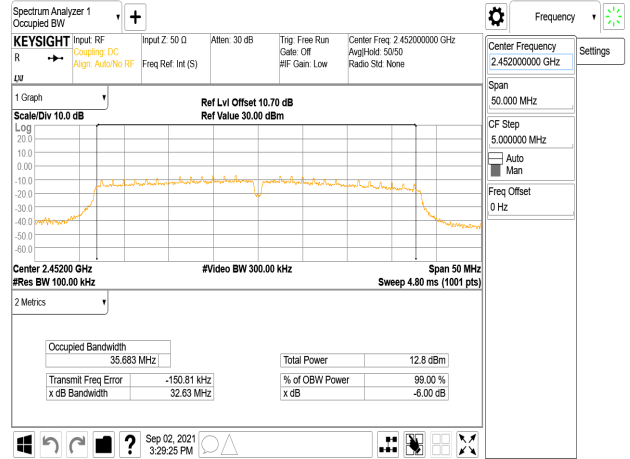 Spectrum Analyzer 1
Occupied BW
Frequency
KEYSIGHT
R
LXI
Input: RF
Coupling: DC
Align: Auto/No RF
Input Z: 50 Ω
Freq Ref: Int (S)
Atten: 30 dB
Trig: Free Run
Gate: Off
#IF Gain: Low
Center Freq: 2.452000000 GHz
Avg|Hold: 50/50
Radio Std: None
Center Frequency
2.452000000 GHz
Settings
Span
50.000 MHz
CF Step
5.000000 MHz
Auto
Man
Freq Offset
0 Hz
1 Graph
Ref Lvl Offset 10.70 dB
Scale/Div 10.0 dB
Ref Value 30.00 dBm
Log
20.0
10.0
0.00
-10.0
-20.0
-30.0
-40.0
-50.0
-60.0
Center 2.45200 GHz
#Video BW 300.00 kHz
Span 50 MHz
#Res BW 100.00 kHz
Sweep 4.80 ms (1001 pts)
2 Metrics
Occupied Bandwidth
35.683 MHz
Total Power 12.8 dBm
Transmit Freq Error -150.81 kHz
% of OBW Power 99.00 %
x dB Bandwidth 32.63 MHz
x dB -6.00 dB
?
Sep 02, 2021
3:29:25 PM